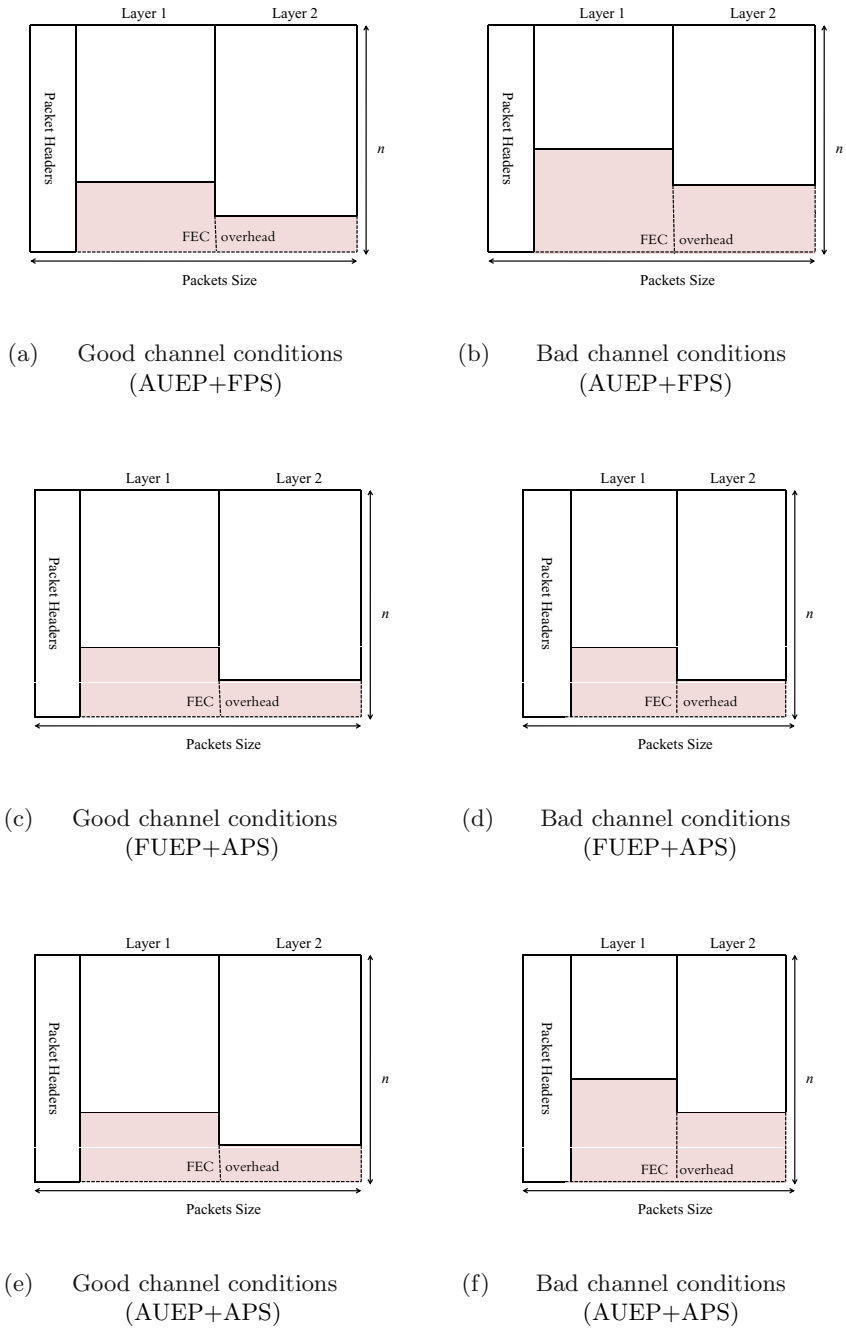 Layer 1 Layer 2
Packet Headers
n
FEC overhead
Packets Size
(a) Good channel conditions
(AUEP+FPS)
Layer 1 Layer 2
Packet Headers
n
FEC overhead
Packets Size
(b) Bad channel conditions
(AUEP+FPS)
Layer 1 Layer 2
Packet Headers
n
FEC overhead
Packets Size
(c) Good channel conditions
(FUEP+APS)
Layer 1 Layer 2
Packet Headers
n
FEC overhead
Packets Size
(d) Bad channel conditions
(FUEP+APS)
Layer 1 Layer 2
Packet Headers
n
FEC overhead
Packets Size
(e) Good channel conditions
(AUEP+APS)
Layer 1 Layer 2
Packet Headers
n
FEC overhead
Packets Size
(f) Bad channel conditions
(AUEP+APS)